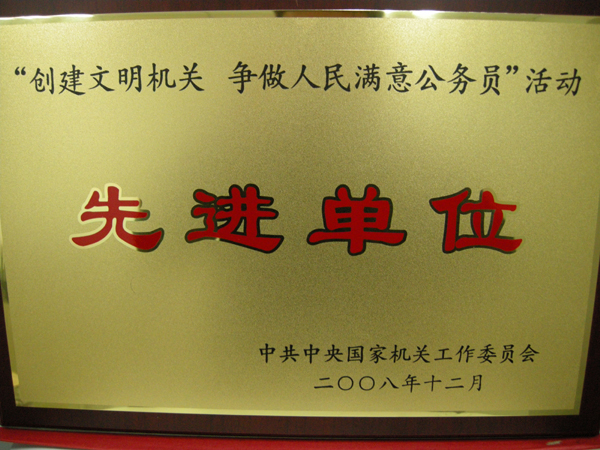 “创建文明机关 争做人民满意公务员”活动
先进单位
中共中央国家机关工作委员会
二〇〇八年十二月